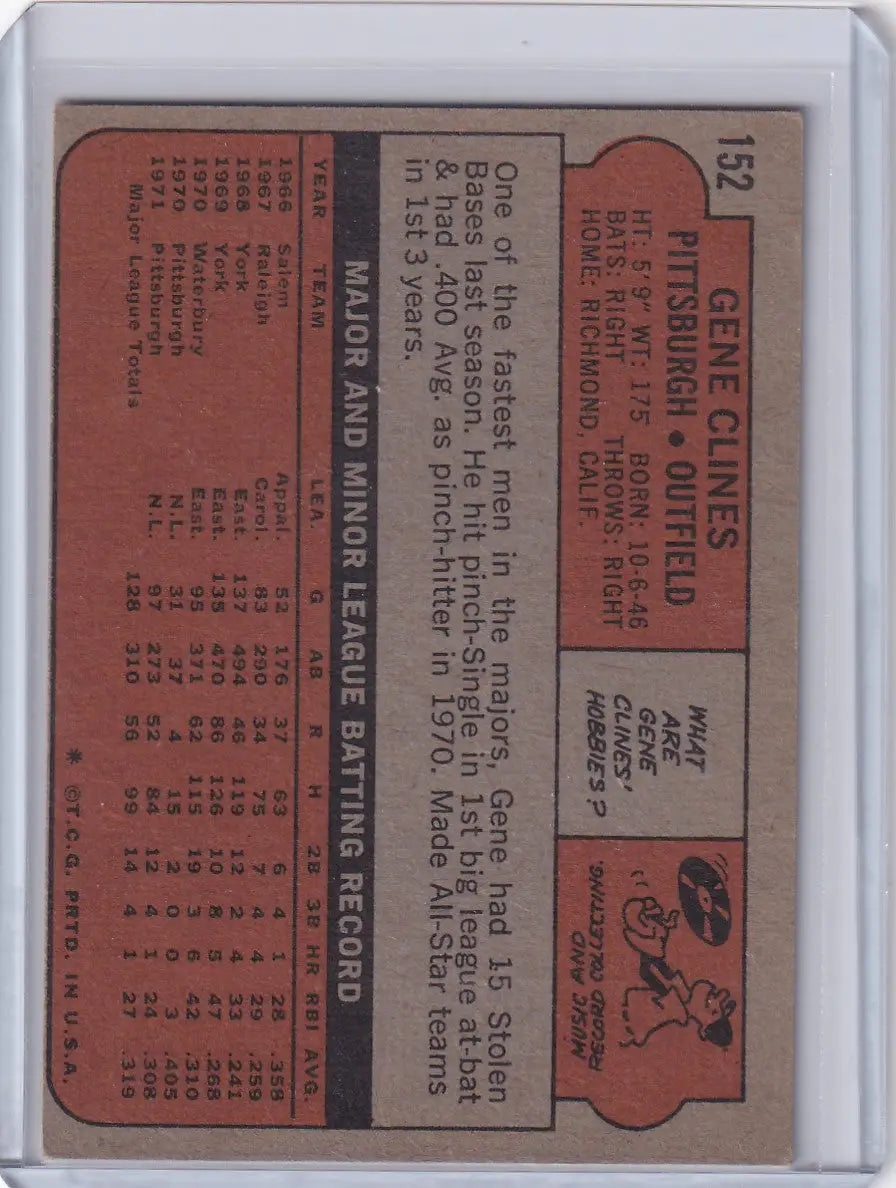 152
GENE CLINES
PITTSBURGH • OUTFIELD
HT: 5'9" WT: 175 BORN: 10-6-46
BATS: RIGHT THROWS: RIGHT
HOME: RICHMOND, CALIF.
WHAT
ARE
GENE
CLINES'
HOBBIES?
MUSIC AND
RECORD COLLECTING.
One of the fastest men in the majors, Gene had 15 Stolen
Bases last season. He hit pinch-Single in 1st big league at-bat
& had .400 Avg. as pinch-hitter in 1970. Made All-Star teams
in 1st 3 years.
MAJOR AND MINOR LEAGUE BATTING RECORD
YEAR TEAM LEA. G AB R H 2B 3B HR RBI AVG.
1966 Salem Appal. 52 176 37 63 6 4 1 28 .358
1967 Raleigh Carol. 83 290 34 75 7 4 4 29 .259
1968 York East. 137 494 46 119 12 2 4 33 .241
1969 York East. 135 470 86 126 10 8 5 47 .268
1970 Waterbury East. 95 371 62 115 19 3 6 42 .310
1970 Pittsburgh N.L. 31 37 4 15 2 0 0 3 .405
1971 Pittsburgh N.L. 97 273 52 84 12 4 1 24 .308
Major League Totals 128 310 56 99 14 4 1 27 .319
* ©T.C.G. PRTD. IN U.S.A.